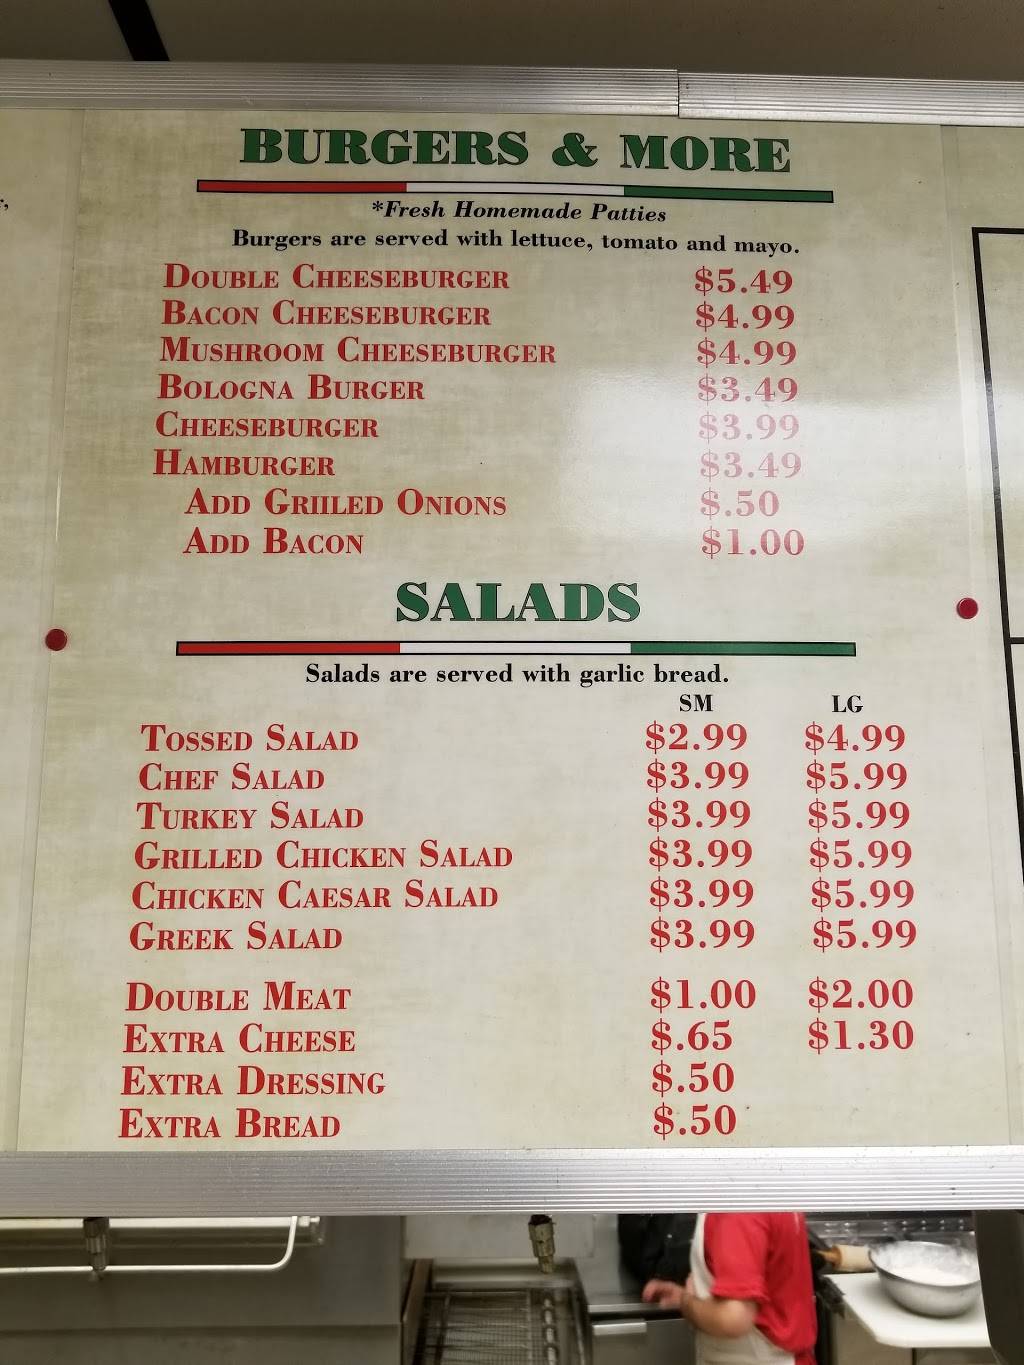 BURGERS & MORE
*Fresh Homemade Patties
Burgers are served with lettuce, tomato and mayo.
DOUBLE CHEESEBURGER $5.49
BACON CHEESEBURGER $4.99
MUSHROOM CHEESEBURGER $4.99
BOLOGNA BURGER $3.49
CHEESEBURGER $3.99
HAMBURGER $3.49
ADD GRIILED ONIONS $.50
ADD BACON $1.00
SALADS
Salads are served with garlic bread.
SM LG
TOSSED SALAD $2.99 $4.99
CHEF SALAD $3.99 $5.99
TURKEY SALAD $3.99 $5.99
GRILLED CHICKEN SALAD $3.99 $5.99
CHICKEN CAESAR SALAD $3.99 $5.99
GREEK SALAD $3.99 $5.99
DOUBLE MEAT $1.00 $2.00
EXTRA CHEESE $.65 $1.30
EXTRA DRESSING $.50
EXTRA BREAD $.50